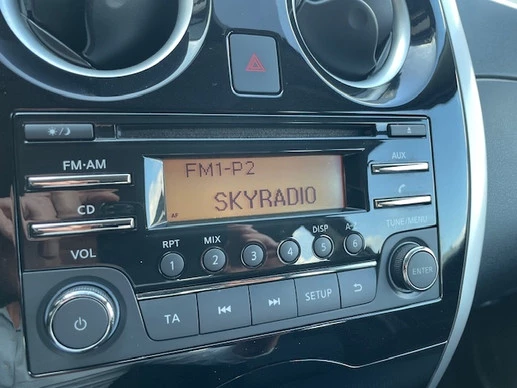 FM1-P2
SKYRADIO
AF
FM·AM
CD
VOL
AUX
TUNE/MENU
ENTER
RPT
MIX
DISP
1
2
3
4
5
6
TA
SETUP